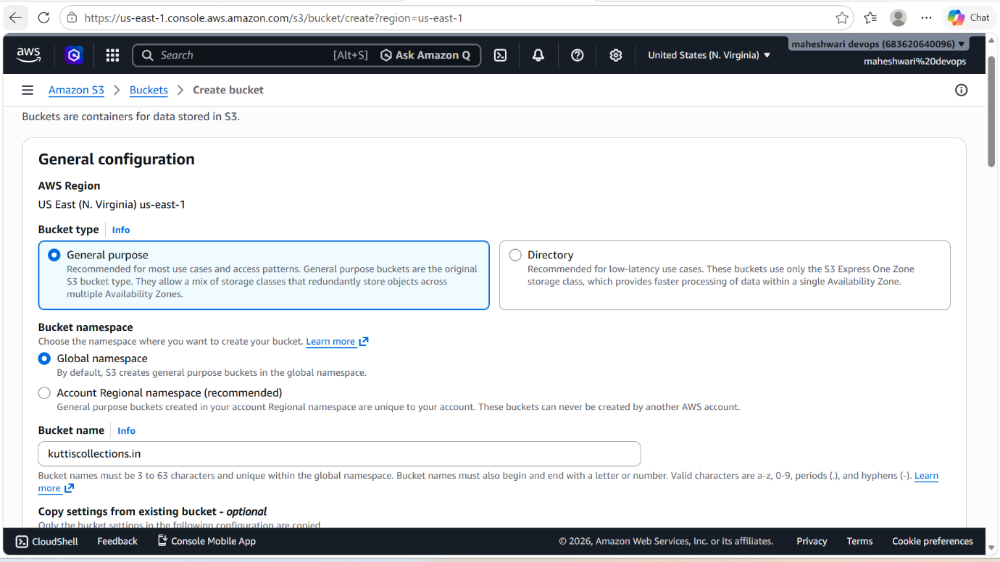 https://us-east-1.console.aws.amazon.com/s3/bucket/create?region=us-east-1
Chat
aws
Search [Alt+S] Ask Amazon Q
United States (N. Virginia)
maheshwari devops (683620640096)
maheshwari%20devops
Amazon S3 > Buckets > Create bucket
Buckets are containers for data stored in S3.
General configuration
AWS Region
US East (N. Virginia) us-east-1
Bucket type Info
General purpose
Recommended for most use cases and access patterns. General purpose buckets are the original
S3 bucket type. They allow a mix of storage classes that redundantly store objects across
multiple Availability Zones.
Directory
Recommended for low-latency use cases. These buckets use only the S3 Express One Zone
storage class, which provides faster processing of data within a single Availability Zone.
Bucket namespace
Choose the namespace where you want to create your bucket. Learn more
Global namespace
By default, S3 creates general purpose buckets in the global namespace.
Account Regional namespace (recommended)
General purpose buckets created in your account Regional namespace are unique to your account. These buckets can never be created by another AWS account.
Bucket name Info
kuttiscollections.in
Bucket names must be 3 to 63 characters and unique within the global namespace. Bucket names must also begin and end with a letter or number. Valid characters are a-z, 0-9, periods (.), and hyphens (-). Learn
more
Copy settings from existing bucket - optional
Only the bucket settings in the following configuration are copied
CloudShell Feedback Console Mobile App © 2026, Amazon Web Services, Inc. or its affiliates. Privacy Terms Cookie preferences